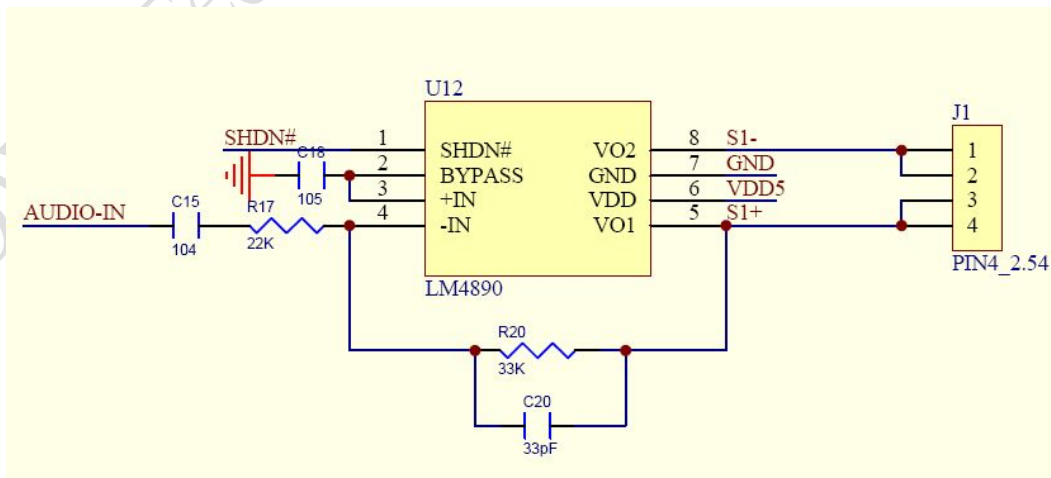 U12
SHDN# 1 SHDN# VO2 8 S1-
C18 2 BYPASS GND 7 GND
105 3 +IN VDD 6 VDD5
AUDIO-IN C15 R17 4 -IN VO1 5 S1+
104 22K
LM4890
J1
1
2
3
4
PIN4_2.54
R20
33K
C20
33pF